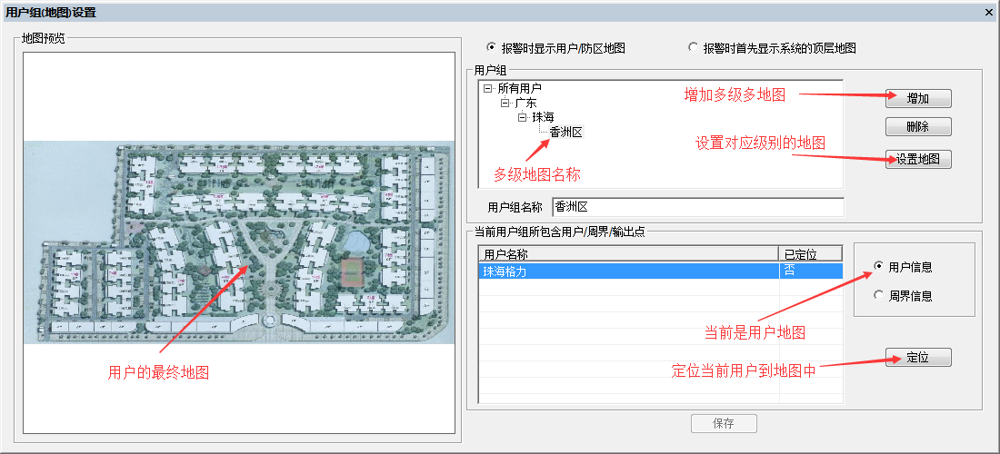 用户组(地图)设置
地图预览
用户的最终地图
报警时显示用户/防区地图
报警时首先显示系统的顶层地图
用户组
所有用户
广东
珠海
香洲区
多级地图名称
增加多级多地图
增加
删除
设置对应级别的地图
设置地图
用户组名称
香洲区
当前用户组所包含用户/周界/输出点
用户名称 已定位
珠海格力 否
用户信息
周界信息
当前是用户地图
定位当前用户到地图中
定位
保存